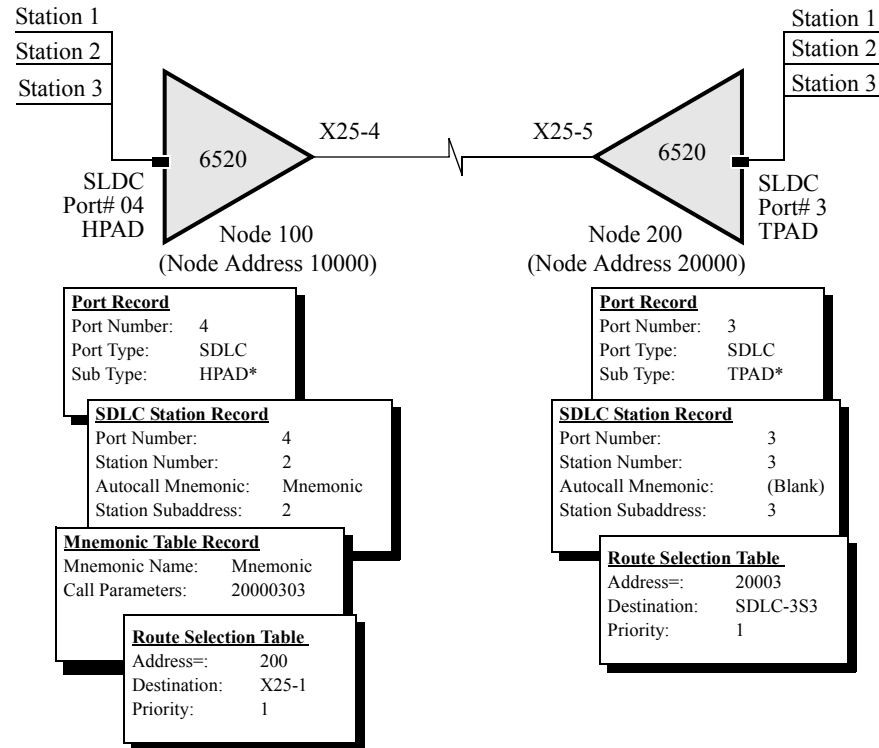 Station 1
Station 2
Station 3
Station 1
Station 2
Station 3
X25-4
X25-5
6520
6520
SLDC
Port# 04
HPAD
SLDC
Port# 3
TPAD
Node 100
(Node Address 10000)
Node 200
(Node Address 20000)
Port Record
Port Number: 4
Port Type: SDLC
Sub Type: HPAD*
SDLC Station Record
Port Number: 4
Station Number: 2
Autocall Mnemonic: Mnemonic
Station Subaddress: 2
Mnemonic Table Record
Mnemonic Name: Mnemonic
Call Parameters: 20000303
Route Selection Table
Address=: 200
Destination: X25-1
Priority: 1
Port Record
Port Number: 3
Port Type: SDLC
Sub Type: TPAD*
SDLC Station Record
Port Number: 3
Station Number: 3
Autocall Mnemonic: (Blank)
Station Subaddress: 3
Route Selection Table
Address=: 20003
Destination: SDLC-3S3
Priority: 1